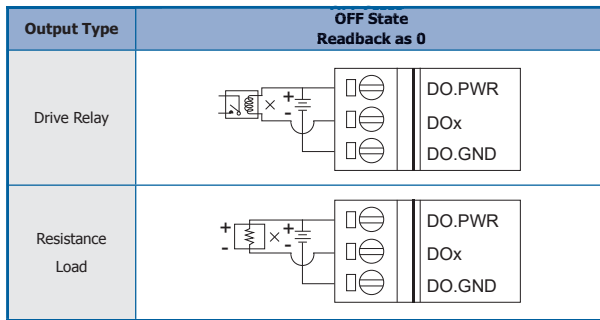 Output Type
OFF State
Readback as 0
Drive Relay
×
+
-
DO.PWR
DOx
DO.GND
Resistance
Load
+
-
×
+
-
DO.PWR
DOx
DO.GND